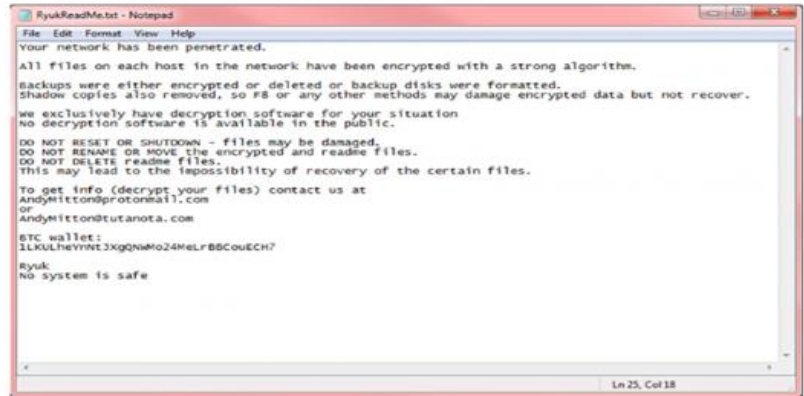 RyukReadMe.txt - Notepad
File Edit Format View Help
Your network has been penetrated.
All files on each host in the network have been encrypted with a strong algorithm.
Backups were either encrypted or deleted or backup disks were formatted.
Shadow copies also removed, so F8 or any other methods may damage encrypted data but not recover.
We exclusively have decryption software for your situation
No decryption software is available in the public.
DO NOT RESET OR SHUTDOWN - files may be damaged.
DO NOT RENAME OR MOVE the encrypted and readme files.
DO NOT DELETE readme files.
This may lead to the impossibility of recovery of the certain files.
To get info (decrypt your files) contact us at
AndyMitton@protonmail.com
or
AndyMitton@tutanota.com
BTC wallet:
Ryuk
No system is safe
Ln 25, Col 18